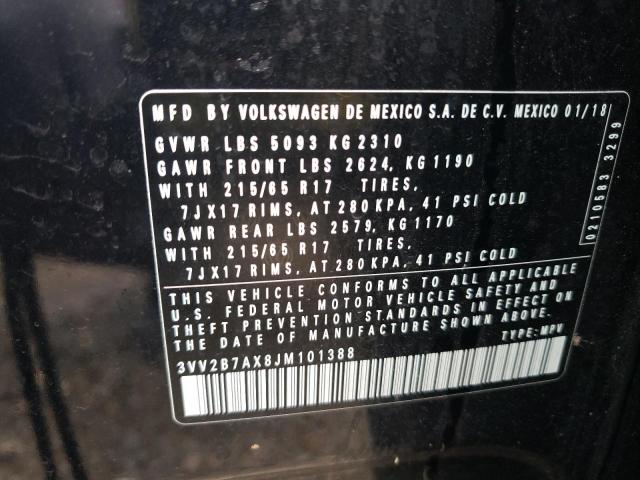 MFD BY VOLKSWAGEN DE MEXICO S.A. DE C.V. MEXICO 01/18
GVWR LBS 5093 KG 2310
GAWR FRONT LBS 2624, KG 1190
WITH 215/65 R17 TIRES,
7JX17 RIMS, AT 280 KPA, 41 PSI COLD
GAWR REAR LBS 2579, KG 1170
WITH 215/65 R17 TIRES,
7JX17 RIMS, AT 280 KPA, 41 PSI COLD
0210583 3299
THIS VEHICLE CONFORMS TO ALL APPLICABLE
U.S. FEDERAL MOTOR VEHICLE SAFETY AND
THEFT PREVENTION STANDARDS IN EFFECT ON
THE DATE OF MANUFACTURE SHOWN ABOVE.
3VV2B7AX8JM101388 TYPE: MPV